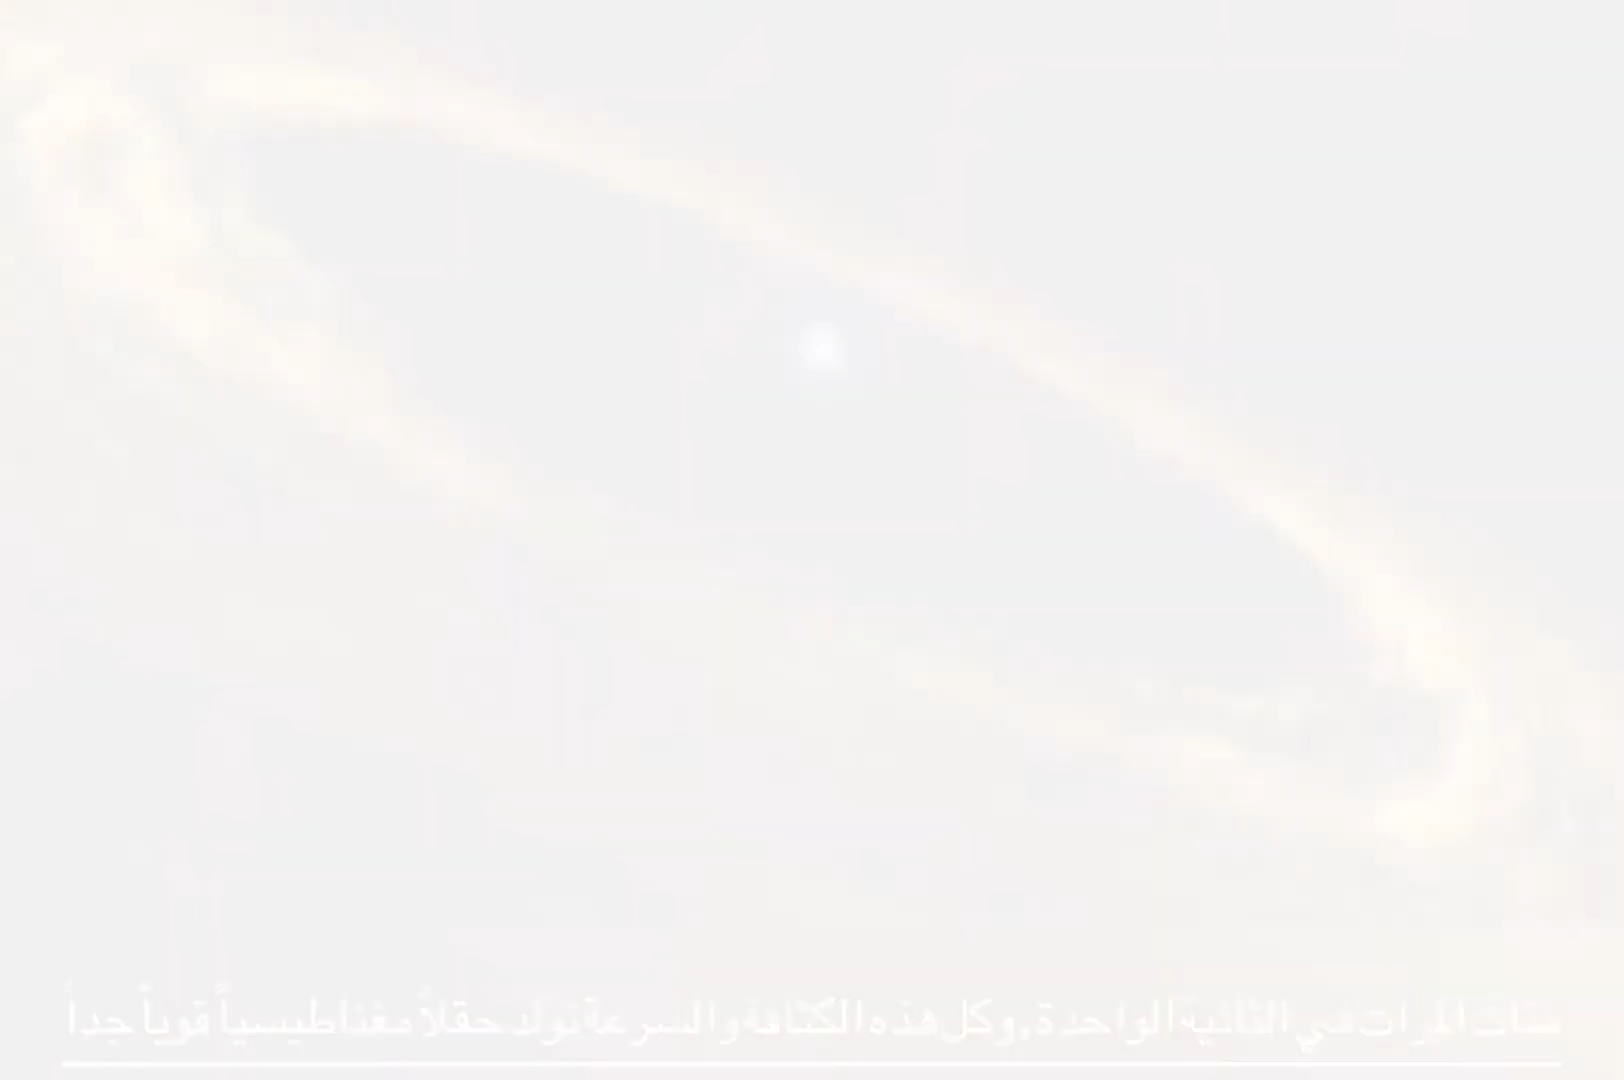 مئات المرات في الثانية الواحدة, وكل هذه الكثافة والسرعة تولد حقلاً مغناطيسياً قوياً جداً